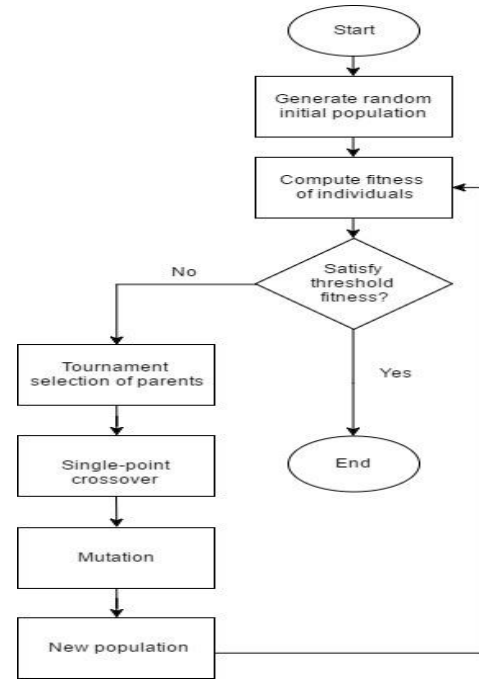 Start
Generate random
initial population
Compute fitness
of individuals
Satisfy
threshold
fitness?
No
Yes
Tournament
selection of parents
Single-point
crossover
End
Mutation
New population